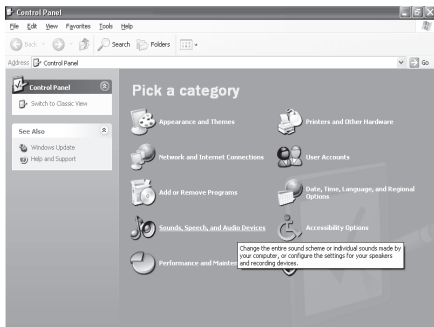 Control Panel
File Edit View Favorites Tools Help
Back Search Folders
Address Control Panel Go
Control Panel
Switch to Classic View
See Also
Windows Update
Help and Support
Pick a category
Appearance and Themes
Printers and Other Hardware
Network and Internet Connections
User Accounts
Add or Remove Programs
Date, Time, Language, and Regional
Options
Sounds, Speech, and Audio Devices
Accessibility Options
Performance and Mainten
Change the entire sound scheme or individual sounds made by
your computer, or configure the settings for your speakers
and recording devices.